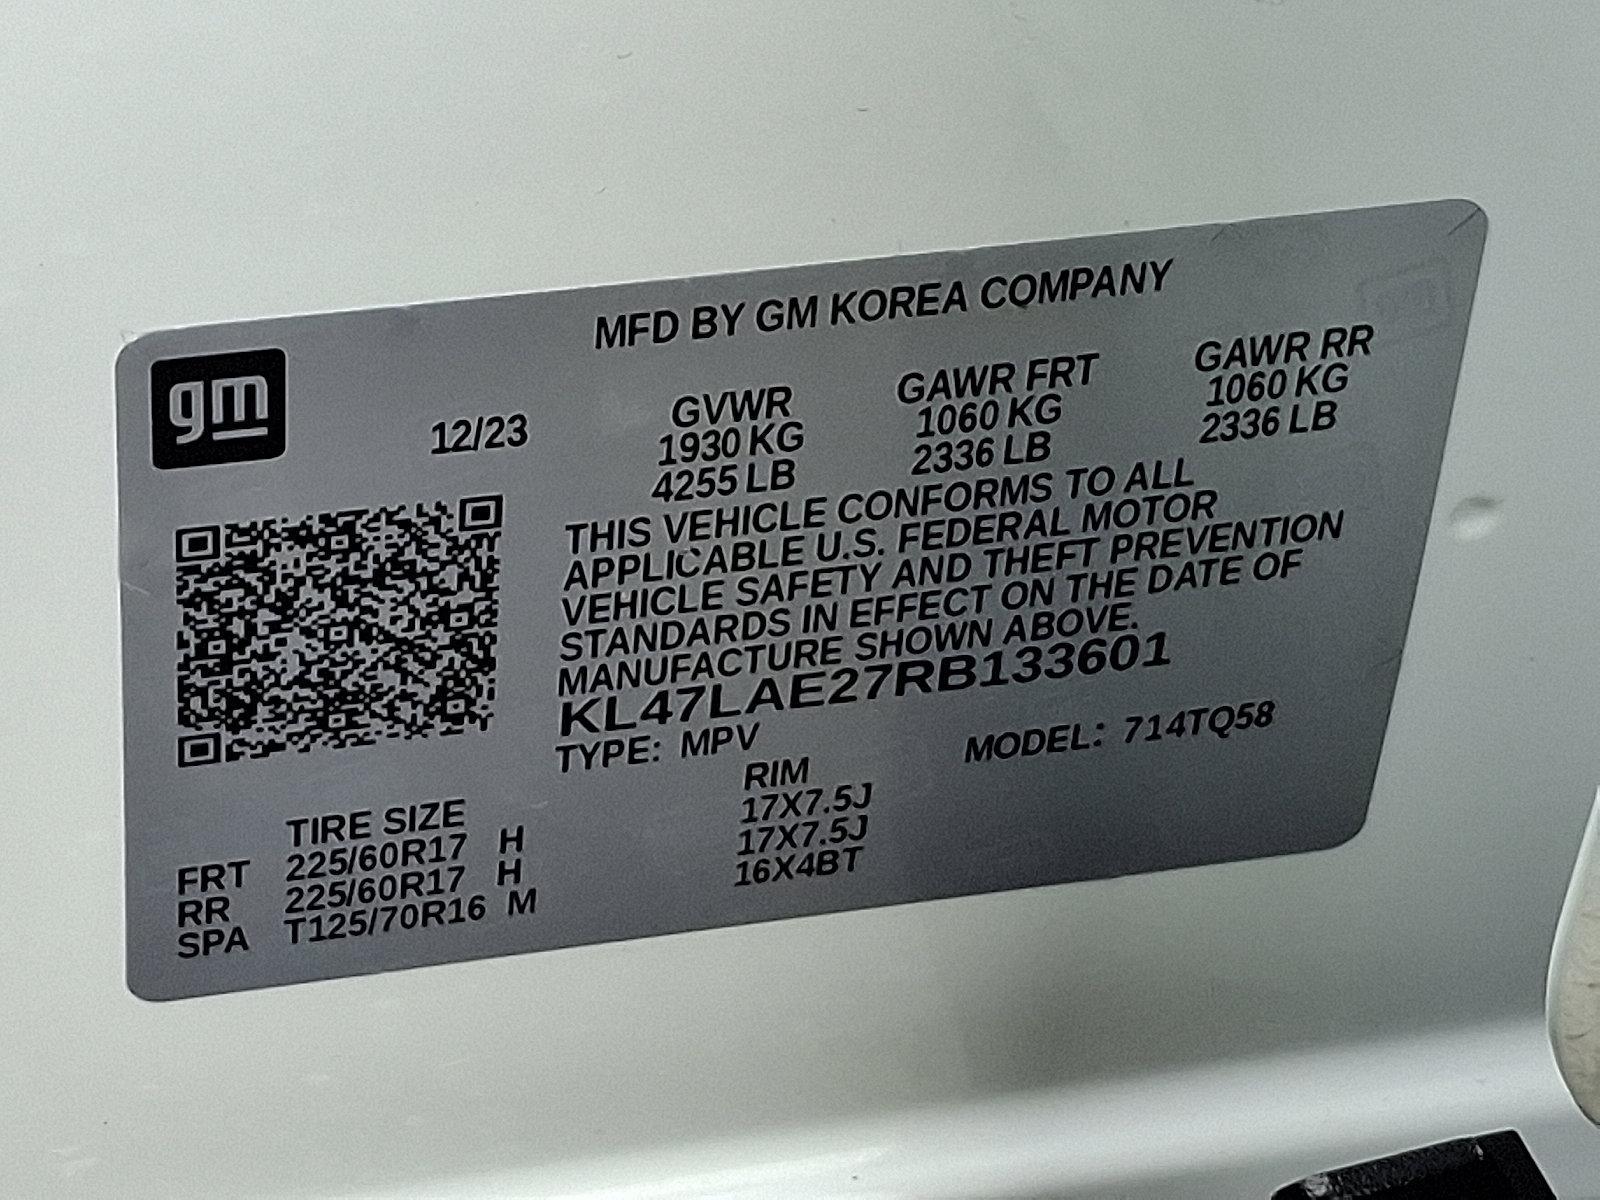 MFD BY GM KOREA COMPANY
gm
12/23
GVWR GAWR FRT GAWR RR
1930 KG 1060 KG 1060 KG
4255 LB 2336 LB 2336 LB
THIS VEHICLE CONFORMS TO ALL
APPLICABLE U.S. FEDERAL MOTOR
VEHICLE SAFETY AND THEFT PREVENTION
STANDARDS IN EFFECT ON THE DATE OF
MANUFACTURE SHOWN ABOVE.
KL47LAE27RB133601
TYPE: MPV MODEL: 714TQ58
TIRE SIZE RIM
FRT 225/60R17 H 17X7.5J
RR 225/60R17 H 17X7.5J
SPA T125/70R16 M 16X4BT